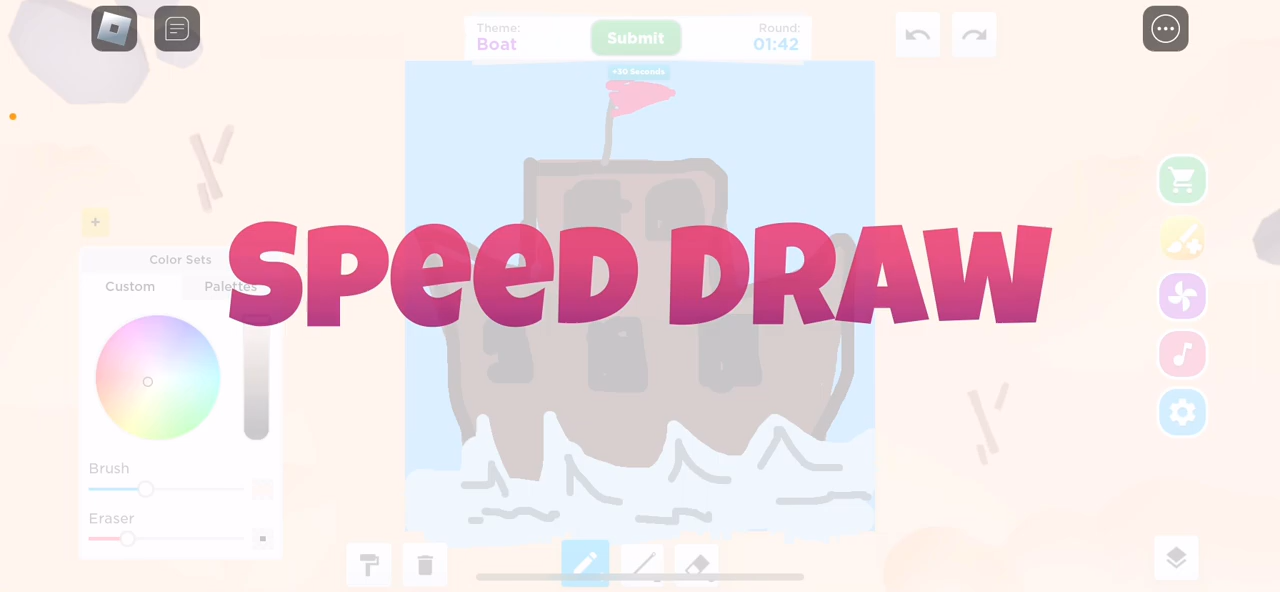 Theme:
Boat
Submit
Round:
01:42
+30 Seconds
SPeeD DRAW
Color Sets
Custom
Palettes
Brush
Eraser